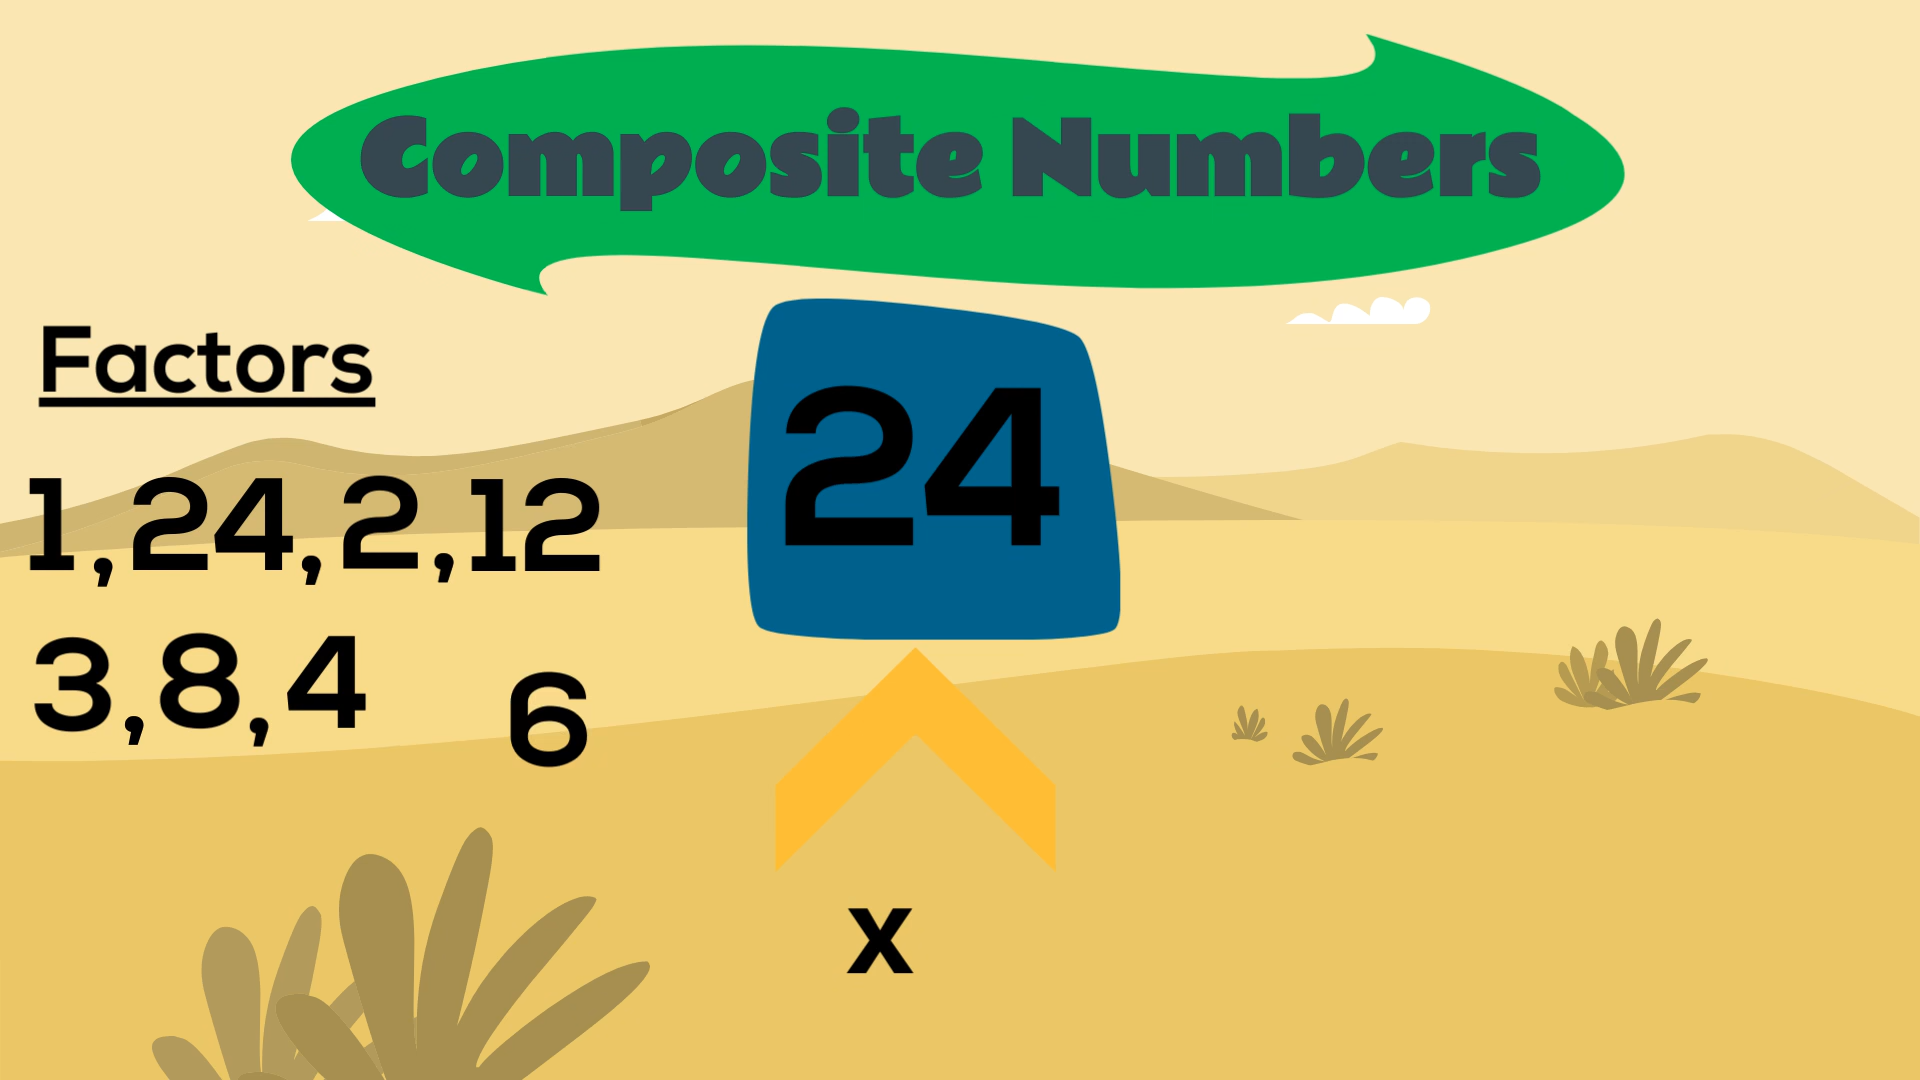 Composite Numbers
Factors
24
1,24,2,12
3,8,4 6
x